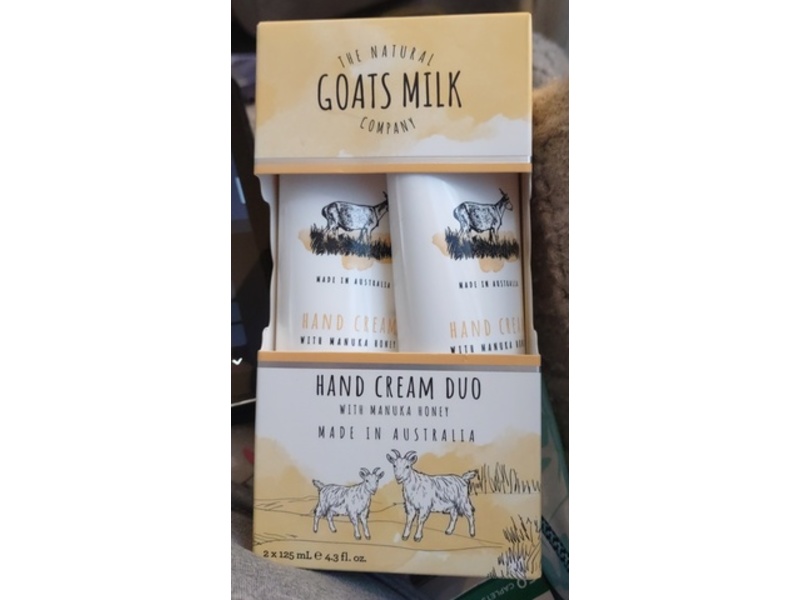 THE NATURAL
GOATS MILK
COMPANY
MADE IN AUSTRALIA
HAND CREAM
WITH MANUKA HONEY
MADE IN AUSTRALIA
HAND CRE
WITH MANUKA
HAND CREAM DUO
WITH MANUKA HONEY
MADE IN AUSTRALIA
2 x 125 mL ℮ 4.3 fl. oz.
CAPLET